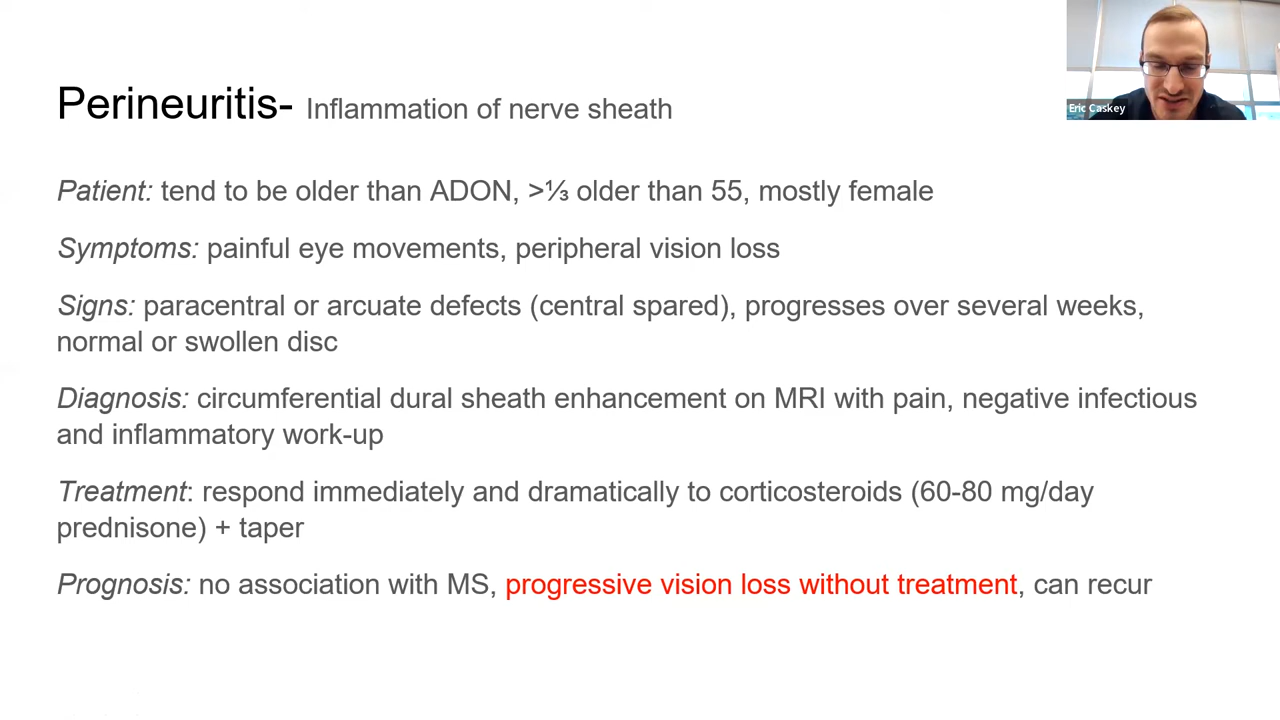 Perineuritis- Inflammation of nerve sheath
Eric Caskey
Patient: tend to be older than ADON, >⅓ older than 55, mostly female
Symptoms: painful eye movements, peripheral vision loss
Signs: paracentral or arcuate defects (central spared), progresses over several weeks,
normal or swollen disc
Diagnosis: circumferential dural sheath enhancement on MRI with pain, negative infectious
and inflammatory work-up
Treatment: respond immediately and dramatically to corticosteroids (60-80 mg/day
prednisone) + taper
Prognosis: no association with MS, progressive vision loss without treatment, can recur